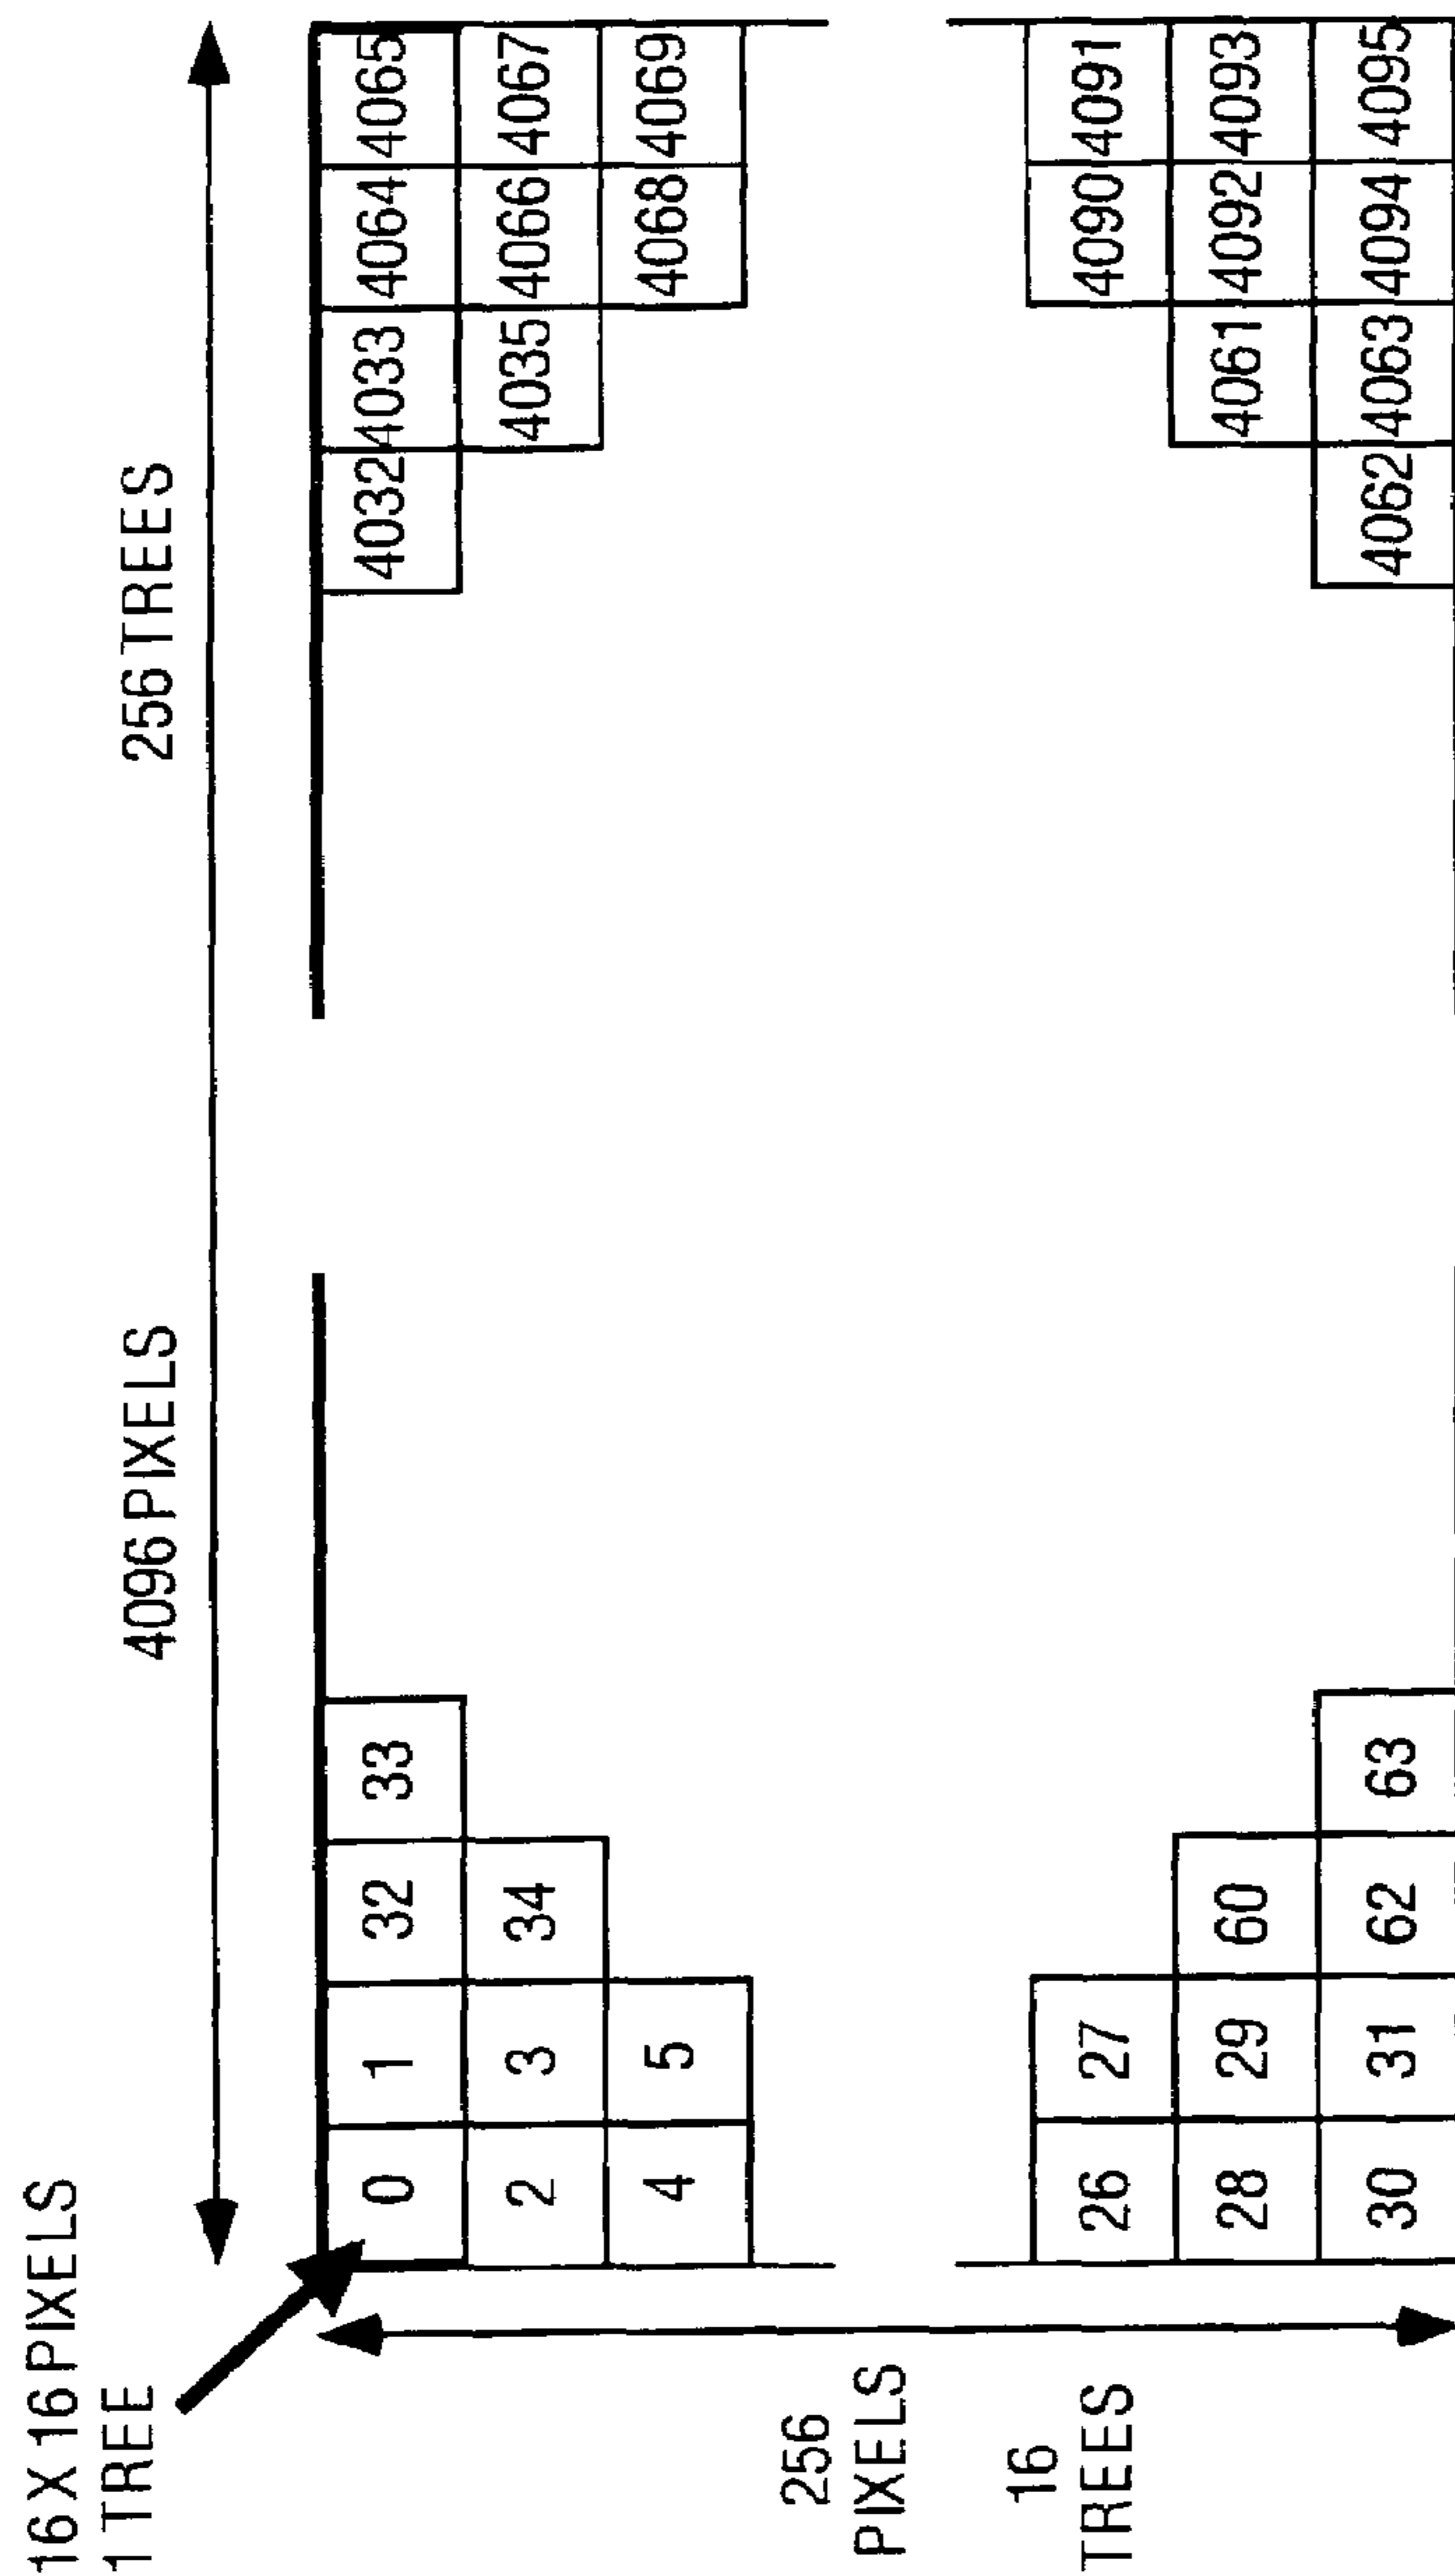 16 X 16 PIXELS
1 TREE
4096 PIXELS
256 TREES
0 1 32 33
4032 4033 4064 4065
2 3 34
4035 4066 4067
4 5
4068 4069
256
PIXELS
16
TREES
26 27
4090 4091
28 29 60
4061 4092 4093
30 31 62 63
4062 4063 4094 4095